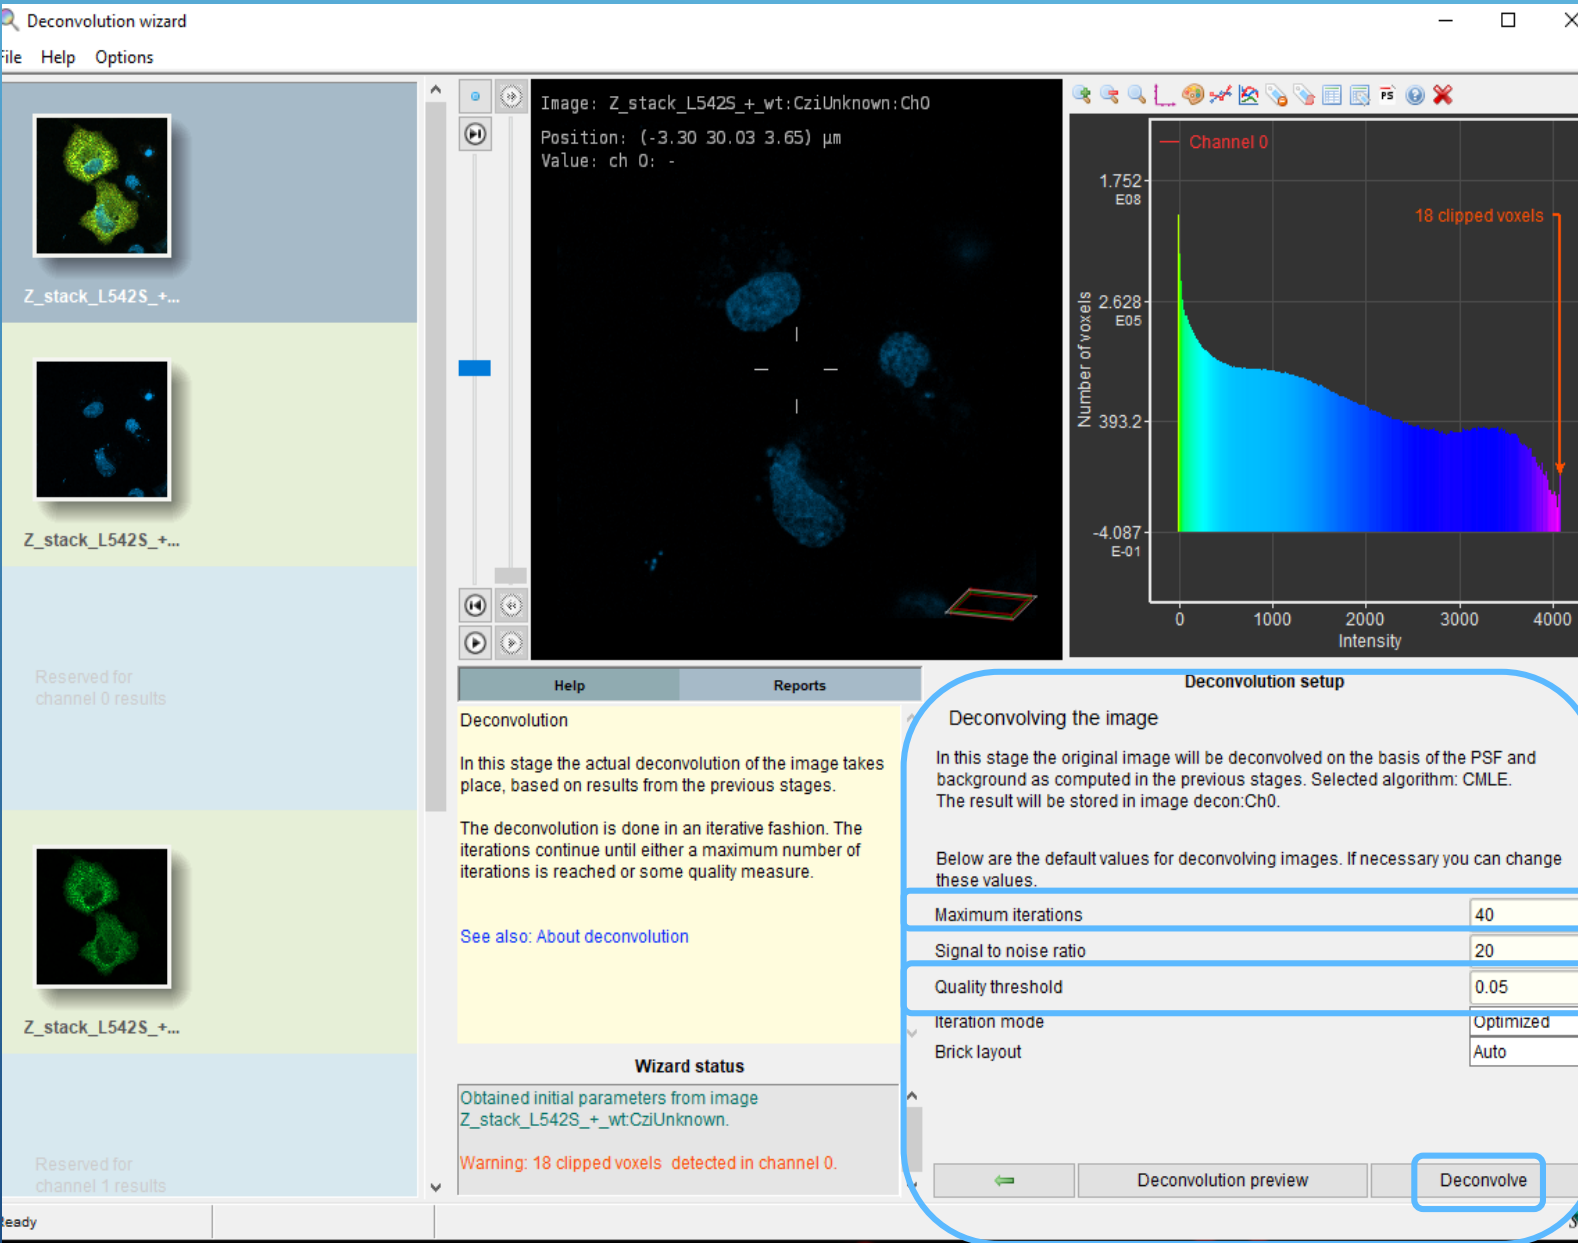 Deconvolution wizard
File Help Options
Z_stack_L542S_+...
Z_stack_L542S_+...
Reserved for
channel 0 results
Z_stack_L542S_+...
Reserved for
channel 1 results
Image: Z_stack_L542S_+_wt:CziUnknown:Ch0
Position: (-3.30 30.03 3.65) µm
Value: ch 0: -
PS
Channel 0
18 clipped voxels
Number of voxels
1.752
E08
2.628
E05
393.2
-4.087
E-01
0 1000 2000 3000 4000
Intensity
Help Reports
Deconvolution
In this stage the actual deconvolution of the image takes
place, based on results from the previous stages.
The deconvolution is done in an iterative fashion. The
iterations continue until either a maximum number of
iterations is reached or some quality measure.
See also: About deconvolution
Wizard status
Obtained initial parameters from image
Z_stack_L542S_+_wt:CziUnknown.
Warning: 18 clipped voxels detected in channel 0.
Deconvolution setup
Deconvolving the image
In this stage the original image will be deconvolved on the basis of the PSF and
background as computed in the previous stages. Selected algorithm: CMLE.
The result will be stored in image decon:Ch0.
Below are the default values for deconvolving images. If necessary you can change
these values.
Maximum iterations 40
Signal to noise ratio 20
Quality threshold 0.05
Iteration mode Optimized
Brick layout Auto
Deconvolution preview Deconvolve
Ready